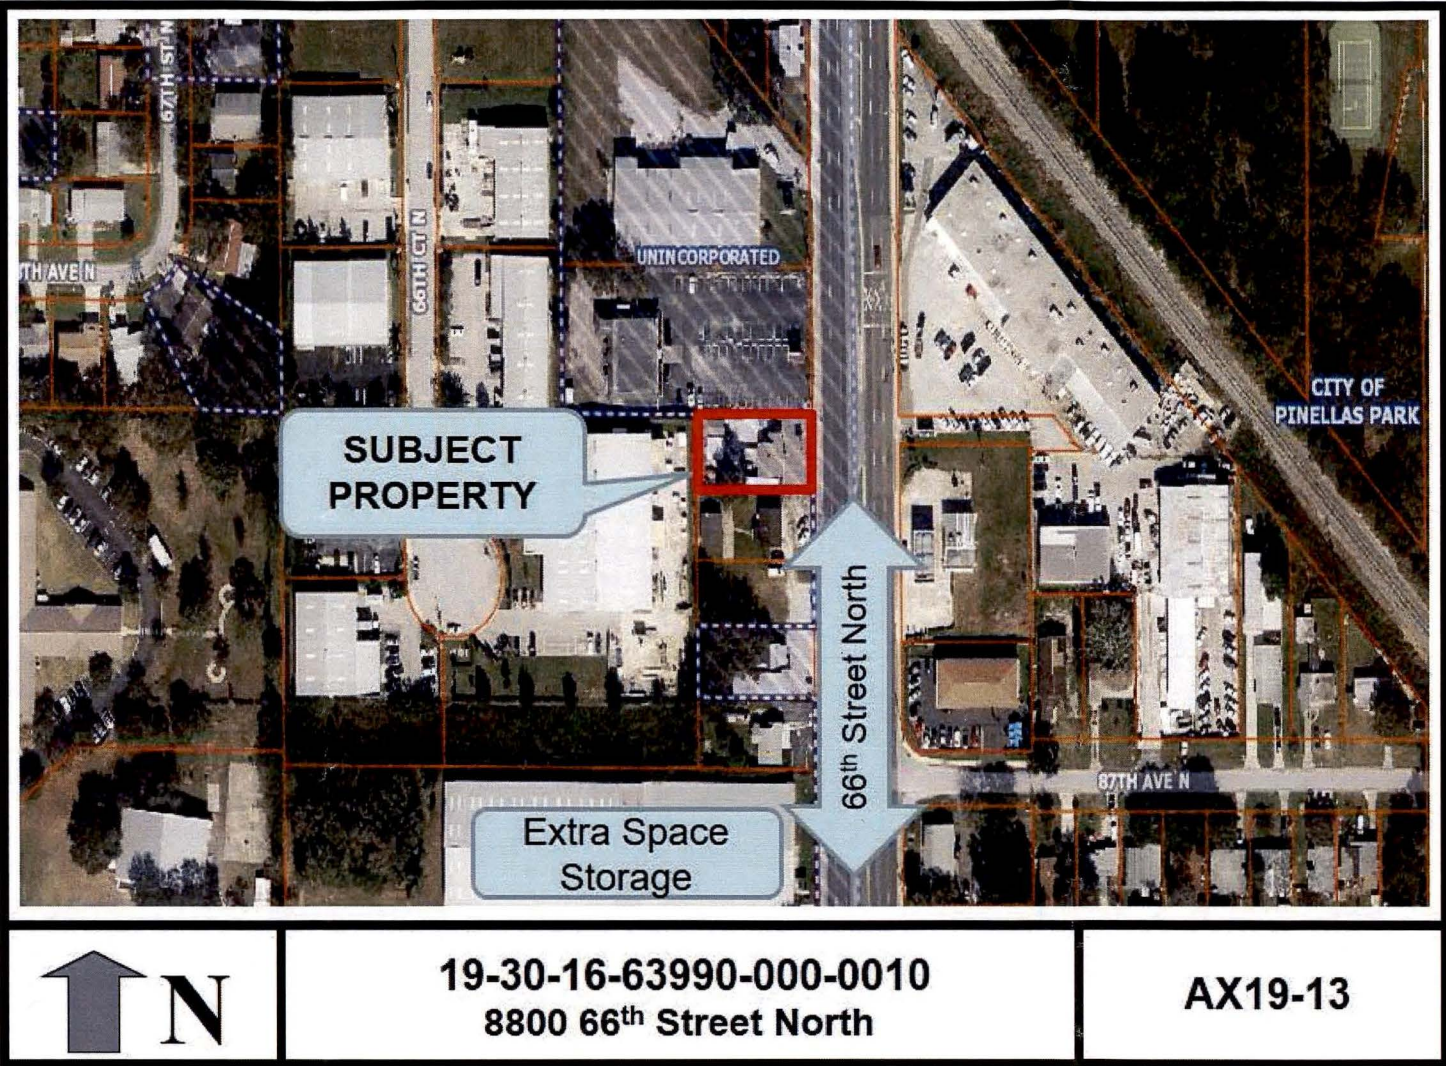 67TH ST N
TH AVE N
66TH CT N
UNINCORPORATED
CITY OF
PINELLAS PARK
SUBJECT
PROPERTY
66th Street North
87TH AVE N
Extra Space
Storage
N
19-30-16-63990-000-0010
8800 66th Street North
AX19-13